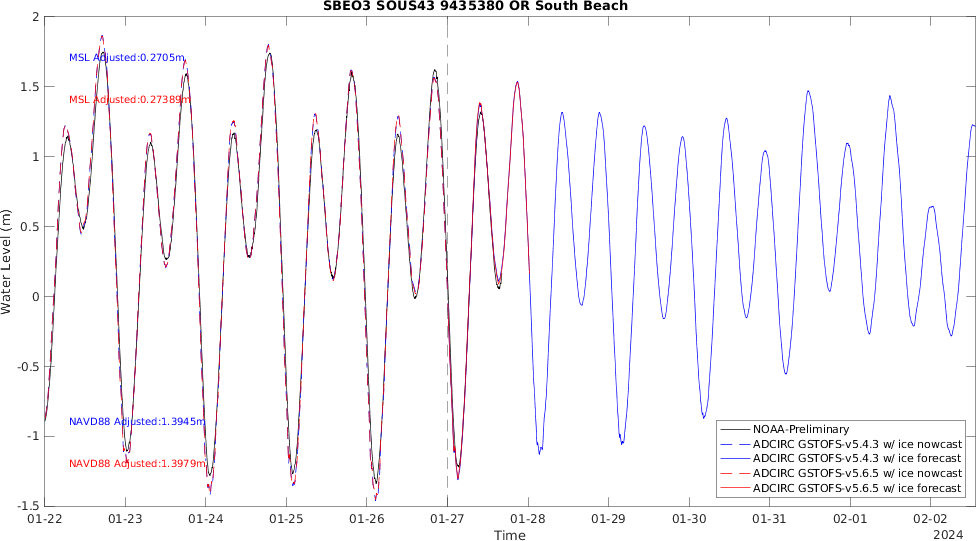 SBEO3 SOUS43 9435380 OR South Beach
2
1.5
1
0.5
0
-0.5
-1
-1.5
Water Level (m)
MSL Adjusted:0.2705m
MSL Adjusted:0.27389m
NAVD88 Adjusted:1.3945m
NAVD88 Adjusted:1.3979m
NOAA-Preliminary
ADCIRC GSTOFS-v5.4.3 w/ ice nowcast
ADCIRC GSTOFS-v5.4.3 w/ ice forecast
ADCIRC GSTOFS-v5.6.5 w/ ice nowcast
ADCIRC GSTOFS-v5.6.5 w/ ice forecast
01-22 01-23 01-24 01-25 01-26 01-27 01-28 01-29 01-30 01-31 02-01 02-02
Time
2024